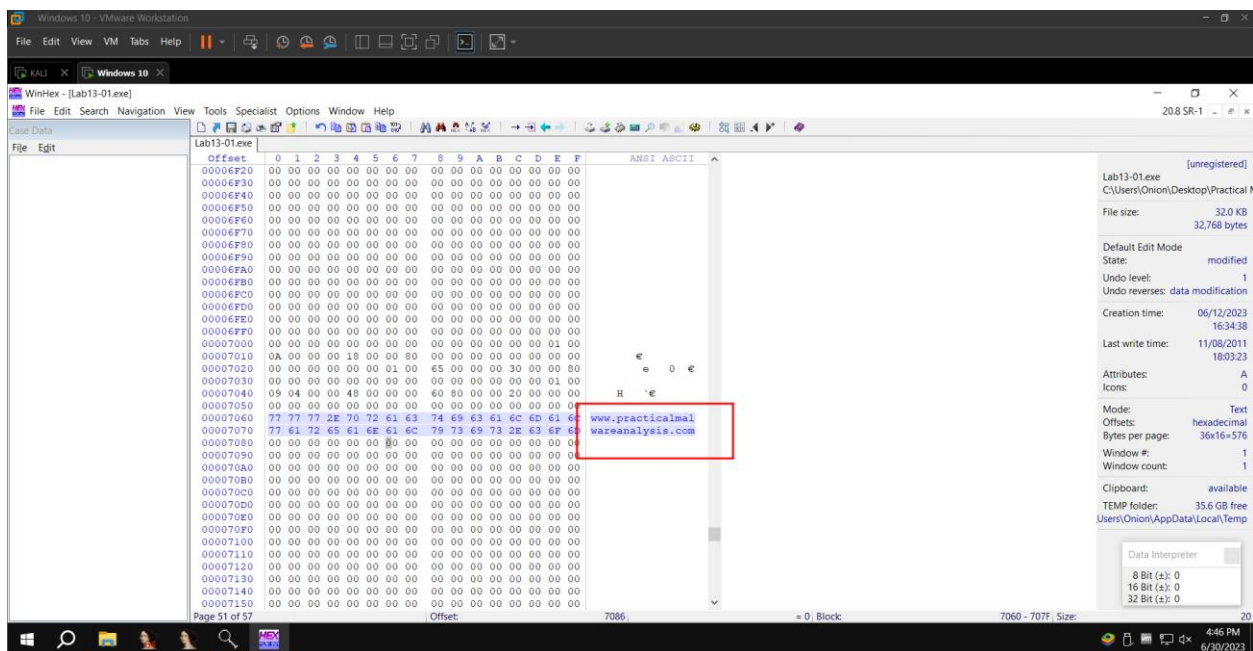 Windows 10 - VMware Workstation
File Edit View VM Tabs Help
KALI Windows 10
WinHex - [Lab13-01.exe]
File Edit Search Navigation View Tools Specialist Options Window Help 20.8 SR-1
Case Data
File Edit
Lab13-01.exe
Offset 0 1 2 3 4 5 6 7 8 9 A B C D E F ANSI ASCII
00006F20 00 00 00 00 00 00 00 00 00 00 00 00 00 00 00 00
00006F30 00 00 00 00 00 00 00 00 00 00 00 00 00 00 00 00
00006F40 00 00 00 00 00 00 00 00 00 00 00 00 00 00 00 00
00006F50 00 00 00 00 00 00 00 00 00 00 00 00 00 00 00 00
00006F60 00 00 00 00 00 00 00 00 00 00 00 00 00 00 00 00
00006F70 00 00 00 00 00 00 00 00 00 00 00 00 00 00 00 00
00006F80 00 00 00 00 00 00 00 00 00 00 00 00 00 00 00 00
00006F90 00 00 00 00 00 00 00 00 00 00 00 00 00 00 00 00
00006FA0 00 00 00 00 00 00 00 00 00 00 00 00 00 00 00 00
00006FB0 00 00 00 00 00 00 00 00 00 00 00 00 00 00 00 00
00006FC0 00 00 00 00 00 00 00 00 00 00 00 00 00 00 00 00
00006FD0 00 00 00 00 00 00 00 00 00 00 00 00 00 00 00 00
00006FE0 00 00 00 00 00 00 00 00 00 00 00 00 00 00 00 00
00006FF0 00 00 00 00 00 00 00 00 00 00 00 00 00 00 00 00
00007000 00 00 00 00 00 00 00 00 00 00 00 00 00 00 01 00
00007010 0A 00 00 00 18 00 00 80 00 00 00 00 00 00 00 00 €
00007020 00 00 00 00 00 00 01 00 65 00 00 00 30 00 00 80 e 0 €
00007030 00 00 00 00 00 00 00 00 00 00 00 00 00 00 01 00
00007040 09 04 00 00 48 00 00 00 60 80 00 00 20 00 00 00 H `€
00007050 00 00 00 00 00 00 00 00 00 00 00 00 00 00 00 00
00007060 77 77 77 2E 70 72 61 63 74 69 63 61 6C 6D 61 6C www.practicalmal
00007070 77 61 72 65 61 6E 61 6C 79 73 69 73 2E 63 6F 6D wareanalysis.com
00007080 00 00 00 00 00 00 00 00 00 00 00 00 00 00 00 00
00007090 00 00 00 00 00 00 00 00 00 00 00 00 00 00 00 00
000070A0 00 00 00 00 00 00 00 00 00 00 00 00 00 00 00 00
000070B0 00 00 00 00 00 00 00 00 00 00 00 00 00 00 00 00
000070C0 00 00 00 00 00 00 00 00 00 00 00 00 00 00 00 00
000070D0 00 00 00 00 00 00 00 00 00 00 00 00 00 00 00 00
000070E0 00 00 00 00 00 00 00 00 00 00 00 00 00 00 00 00
000070F0 00 00 00 00 00 00 00 00 00 00 00 00 00 00 00 00
00007100 00 00 00 00 00 00 00 00 00 00 00 00 00 00 00 00
00007110 00 00 00 00 00 00 00 00 00 00 00 00 00 00 00 00
00007120 00 00 00 00 00 00 00 00 00 00 00 00 00 00 00 00
00007130 00 00 00 00 00 00 00 00 00 00 00 00 00 00 00 00
00007140 00 00 00 00 00 00 00 00 00 00 00 00 00 00 00 00
00007150 00 00 00 00 00 00 00 00 00 00 00 00 00 00 00 00
[unregistered]
Lab13-01.exe
C:\Users\Onion\Desktop\Practical
File size: 32.0 KB
32,768 bytes
Default Edit Mode
State: modified
Undo level: 1
Undo reverses: data modification
Creation time: 06/12/2023
16:34:38
Last write time: 11/08/2011
18:03:23
Attributes: A
Icons: 0
Mode: Text
Offsets: hexadecimal
Bytes per page: 36x16=576
Window #: 1
Window count: 1
Clipboard: available
TEMP folder: 35.6 GB free
Users\Onion\AppData\Local\Temp
Data Interpreter
8 Bit (±): 0
16 Bit (±): 0
32 Bit (±): 0
Page 51 of 57 Offset: 7086 = 0 Block: 7060 - 707F Size: 20
HEX
4:46 PM
6/30/2023